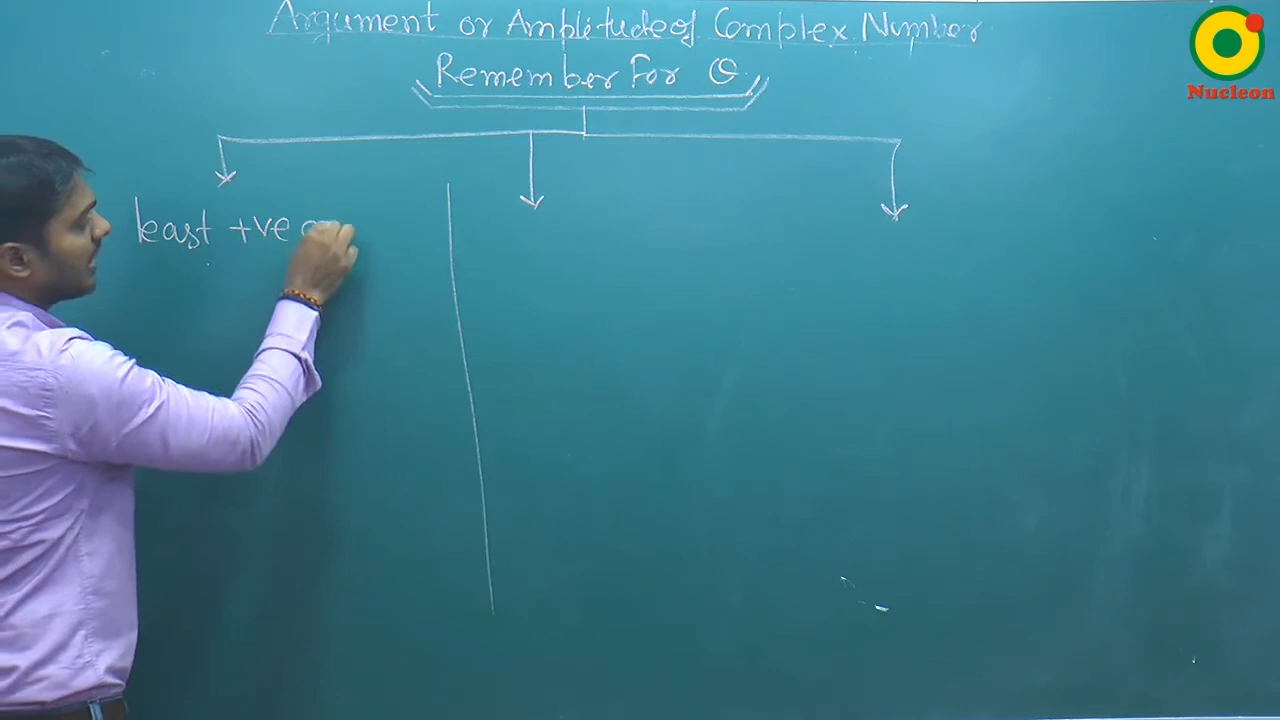 Argument or Amplitude of Complex Number
Remember For θ
least +ve
Nucleon